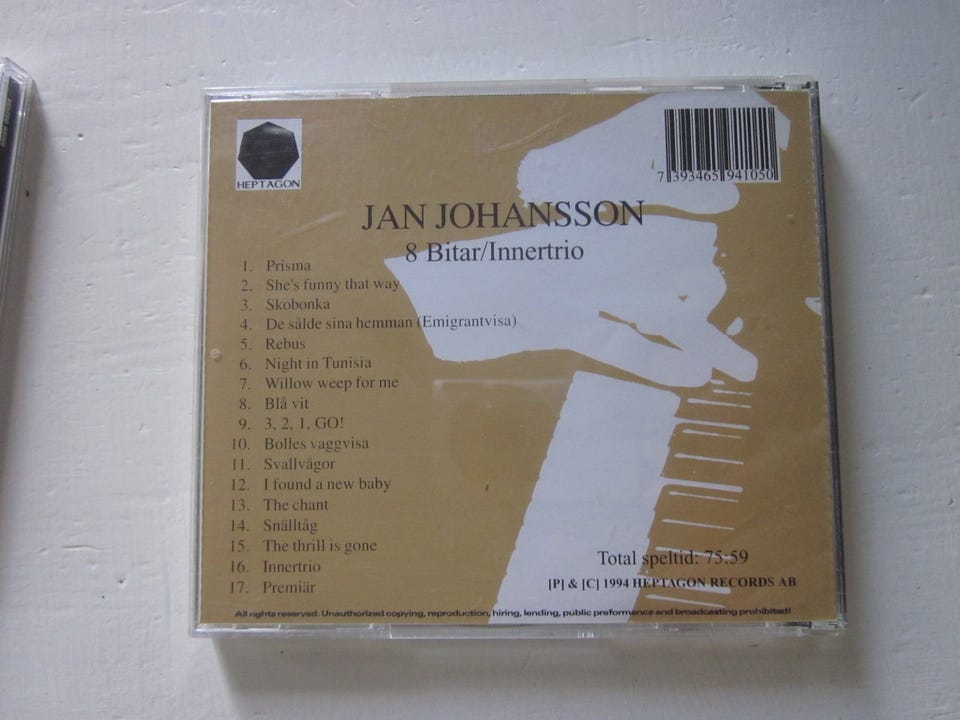 HEPTAGON
7 393465 941050
JAN JOHANSSON
8 Bitar/Innertrio
1. Prisma
2. She's funny that way
3. Skobonka
4. De sålde sina hemman (Emigrantvisa)
5. Rebus
6. Night in Tunisia
7. Willow weep for me
8. Blå vit
9. 3, 2, 1, GO!
10. Bolles vaggvisa
11. Svallvågor
12. I found a new baby
13. The chant
14. Snälltåg
15. The thrill is gone
16. Innertrio
17. Premiär
Total speltid: 75:59
[P] & [C] 1994 HEPTAGON RECORDS AB
All rights reserved. Unauthorized copying, reproduction, hiring, lending, public preformance and broadcasting prohibited!